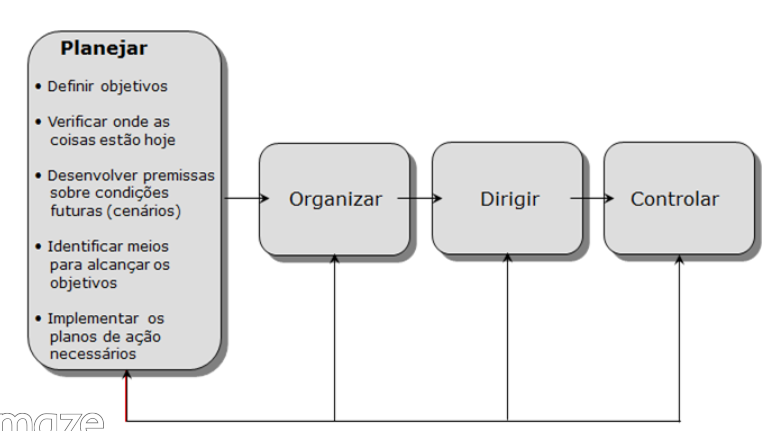 Planejar
• Definir objetivos
• Verificar onde as
coisas estão hoje
• Desenvolver premissas
sobre condições
futuras (cenários)
• Identificar meios
para alcançar os
objetivos
• Implementar os
planos de ação
necessários
Organizar
Dirigir
Controlar